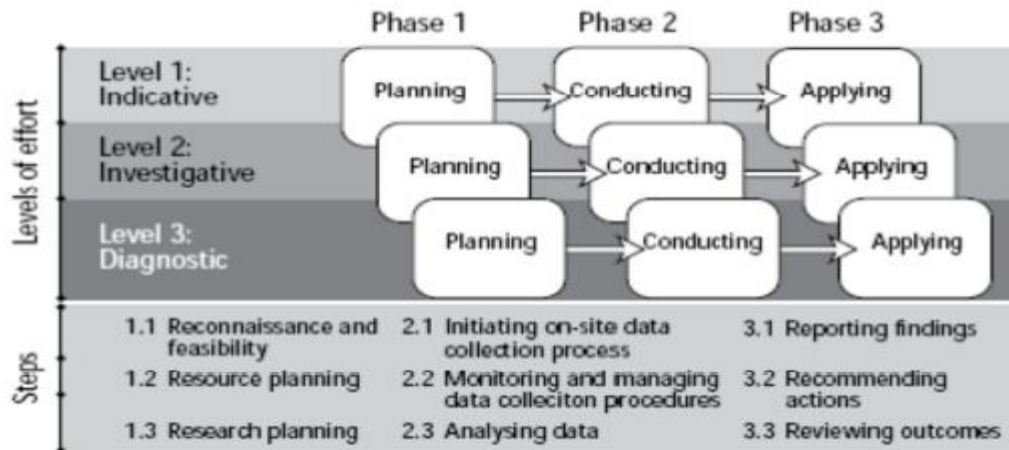 Phase 1 Phase 2 Phase 3
Levels of effort
Level 1:
Indicative
Planning Conducting Applying
Level 2:
Investigative
Planning Conducting Applying
Level 3:
Diagnostic
Planning Conducting Applying
Steps
1.1 Reconnaissance and
feasibility
1.2 Resource planning
1.3 Research planning
2.1 Initiating on-site data
collection process
2.2 Monitoring and managing
data colleciton procedures
2.3 Analysing data
3.1 Reporting findings
3.2 Recommending
actions
3.3 Reviewing outcomes